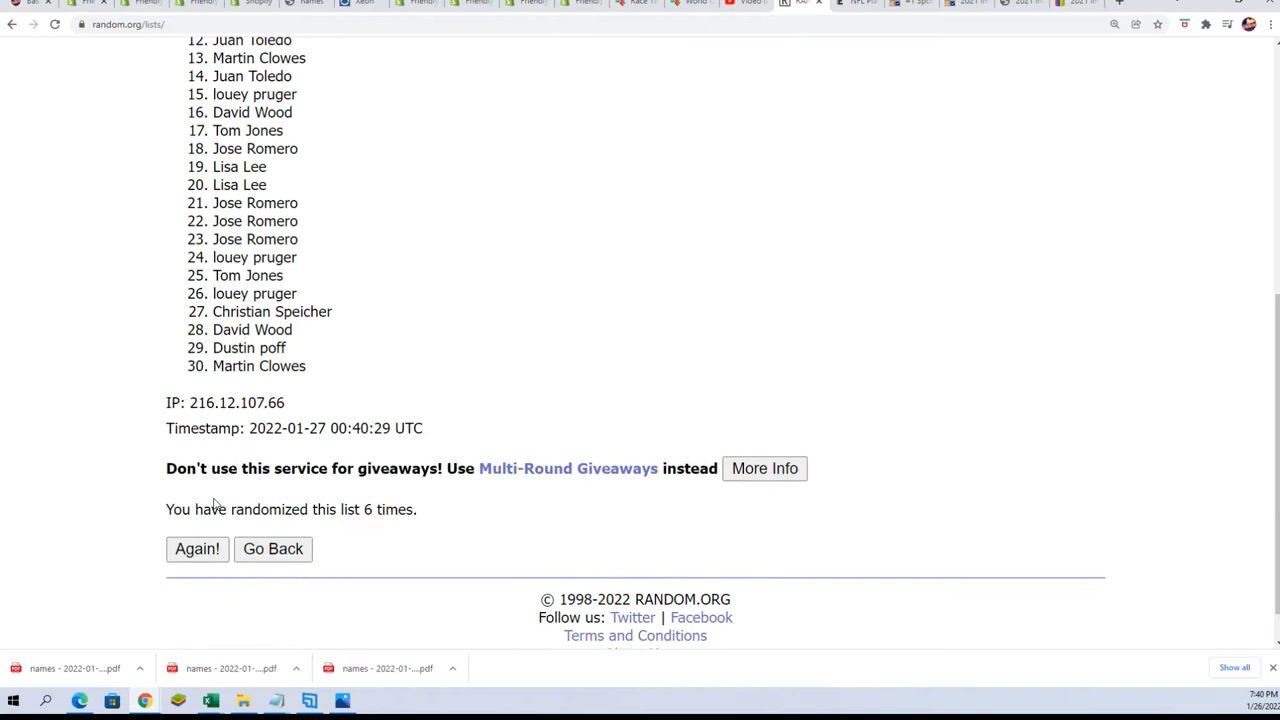 Shopify names Xeon
random.org/lists/
12. Juan Toledo
13. Martin Clowes
14. Juan Toledo
15. louey pruger
16. David Wood
17. Tom Jones
18. Jose Romero
19. Lisa Lee
20. Lisa Lee
21. Jose Romero
22. Jose Romero
23. Jose Romero
24. louey pruger
25. Tom Jones
26. louey pruger
27. Christian Speicher
28. David Wood
29. Dustin poff
30. Martin Clowes
IP: 216.12.107.66
Timestamp: 2022-01-27 00:40:29 UTC
Don't use this service for giveaways! Use Multi-Round Giveaways instead More Info
You have randomized this list 6 times.
Again! Go Back
© 1998-2022 RANDOM.ORG
Follow us: Twitter | Facebook
Terms and Conditions
names - 2022-01-....pdf names - 2022-01-....pdf names - 2022-01-....pdf Show all
7:40 PM
1/26/2022